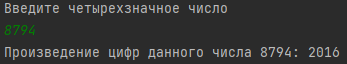 Введите четырехзначное число
8794
Произведение цифр данного числа 8794: 2016